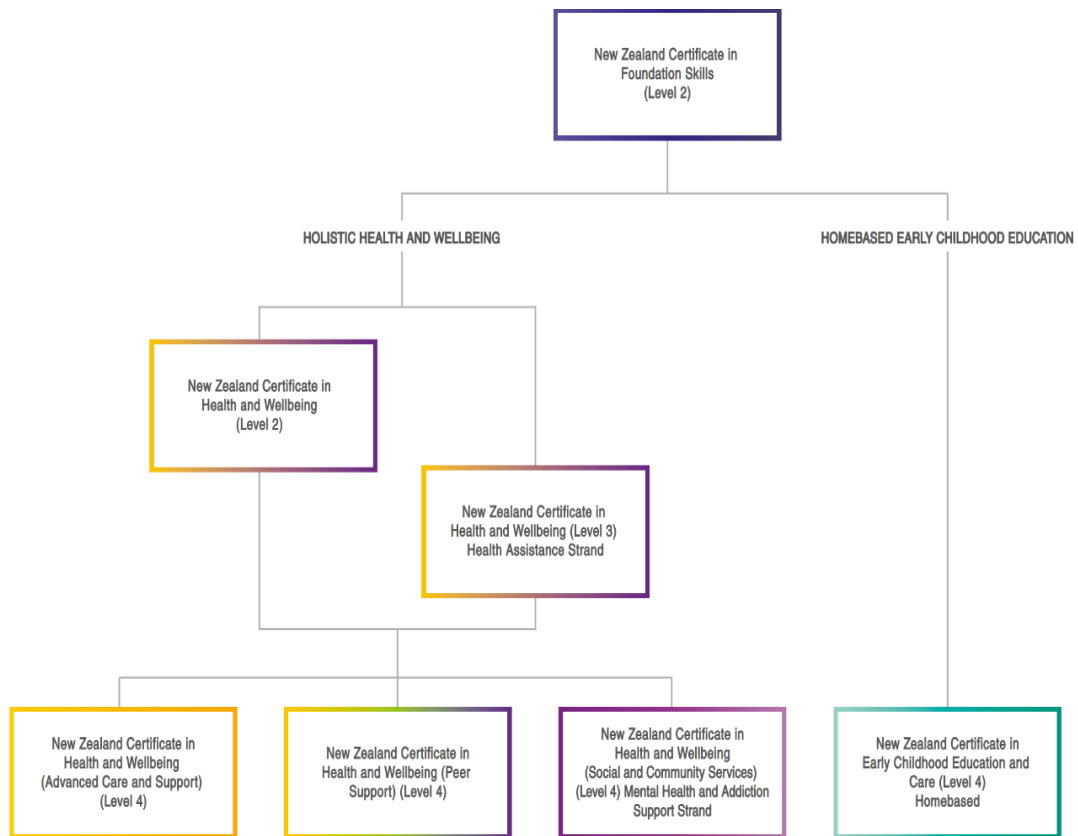 New Zealand Certificate in
Foundation Skills
(Level 2)
HOLISTIC HEALTH AND WELLBEING
HOMEBASED EARLY CHILDHOOD EDUCATION
New Zealand Certificate in
Health and Wellbeing
(Level 2)
New Zealand Certificate in
Health and Wellbeing (Level 3)
Health Assistance Strand
New Zealand Certificate in
Health and Wellbeing
(Advanced Care and Support)
(Level 4)
New Zealand Certificate in
Health and Wellbeing (Peer
Support) (Level 4)
New Zealand Certificate in
Health and Wellbeing
(Social and Community Services)
(Level 4) Mental Health and Addiction
Support Strand
New Zealand Certificate in
Early Childhood Education and
Care (Level 4)
Homebased